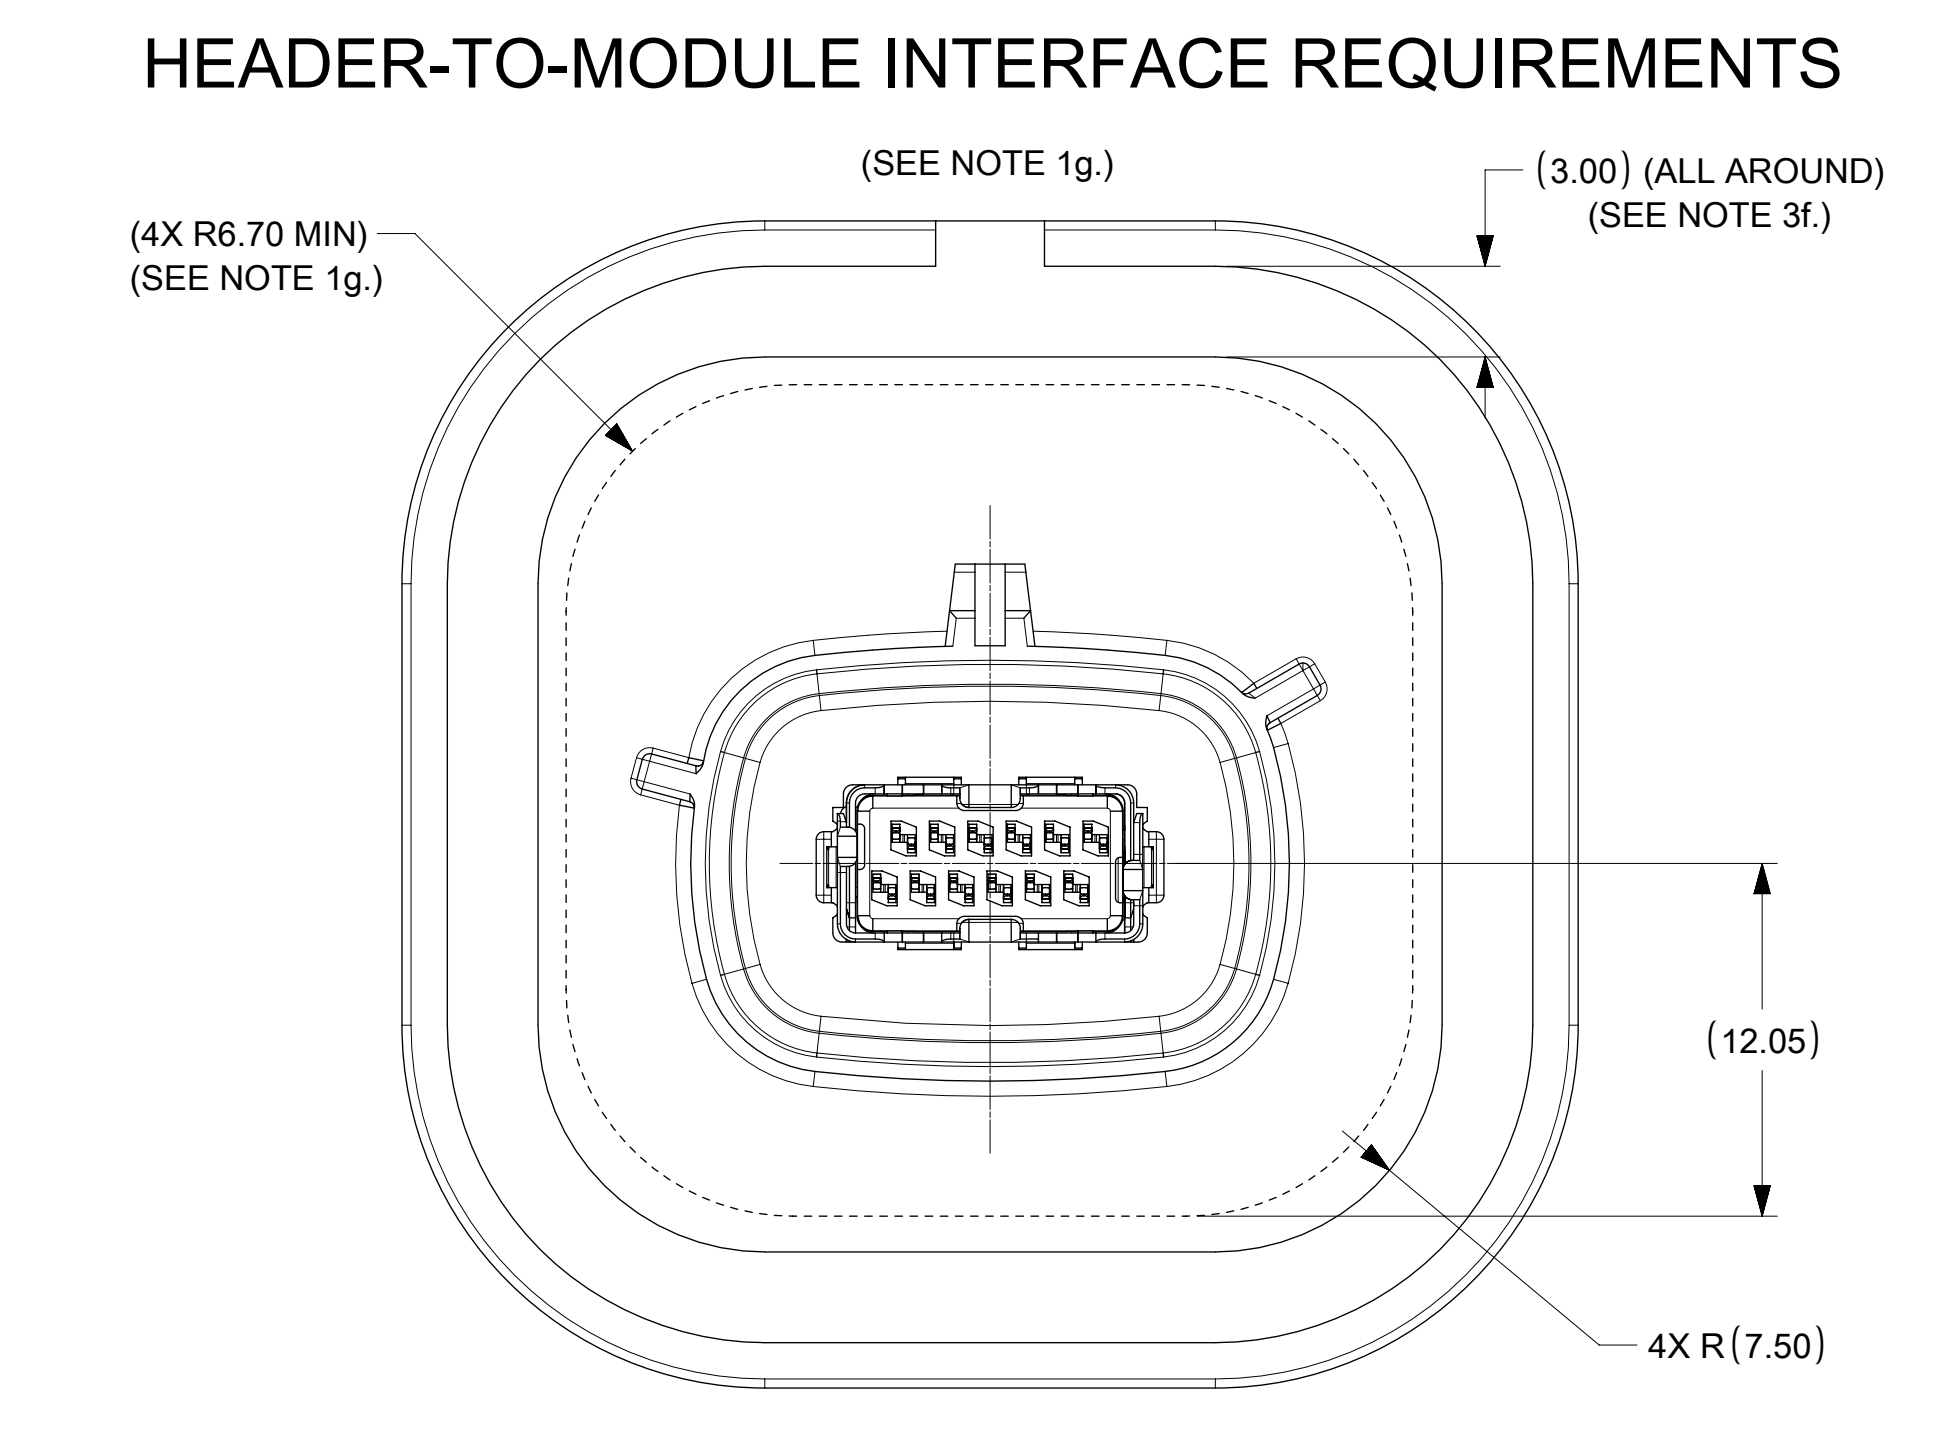 HEADER-TO-MODULE INTERFACE REQUIREMENTS
(SEE NOTE 1g.)
(3.00) (ALL AROUND)
(SEE NOTE 3f.)
(4X R6.70 MIN)
(SEE NOTE 1g.)
(12.05)
4X R(7.50)